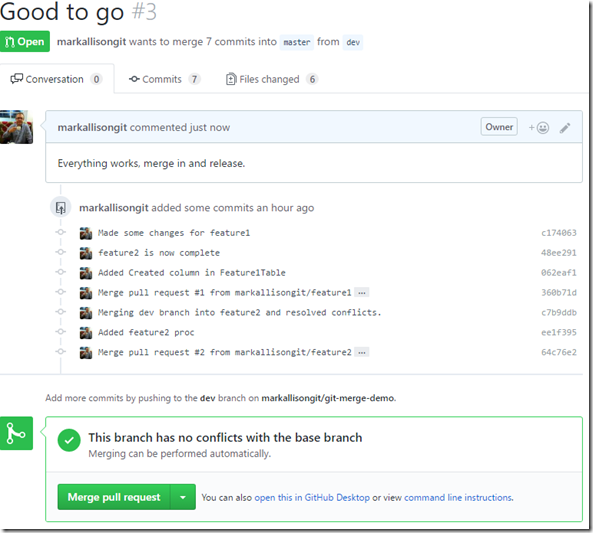 Good to go #3
Open markallisongit wants to merge 7 commits into master from dev
Conversation 0 Commits 7 Files changed 6
markallisongit commented just now Owner
Everything works, merge in and release.
markallisongit added some commits an hour ago
Made some changes for feature1 c174063
feature2 is now complete 48ee291
Added Created column in Feature1Table 062eaf1
Merge pull request #1 from markallisongit/feature1 … 360b71d
Merging dev branch into feature2 and resolved conflicts. c7b9ddb
Added feature2 proc ee1f395
Merge pull request #2 from markallisongit/feature2 … 64c76e2
Add more commits by pushing to the dev branch on markallisongit/git-merge-demo.
This branch has no conflicts with the base branch
Merging can be performed automatically.
Merge pull request You can also open this in GitHub Desktop or view command line instructions.